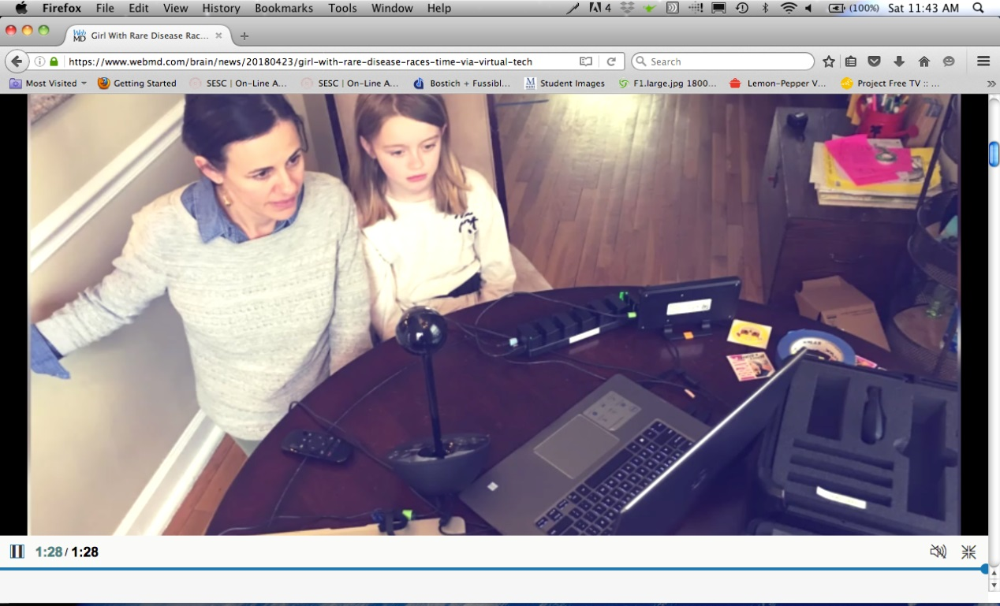 Firefox File Edit View History Bookmarks Tools Window Help 4 (100%) Sat 11:43 AM
Web MD Girl With Rare Disease Rac...
https://www.webmd.com/brain/news/20180423/girl-with-rare-disease-races-time-via-virtual-tech Search
Most Visited Getting Started SESC | On-Line A... SESC | On-Line A... Bostich + Fussibl... Student Images F1.large.jpg 1800... Lemon-Pepper V... Project Free TV :: ...
1:28 / 1:28